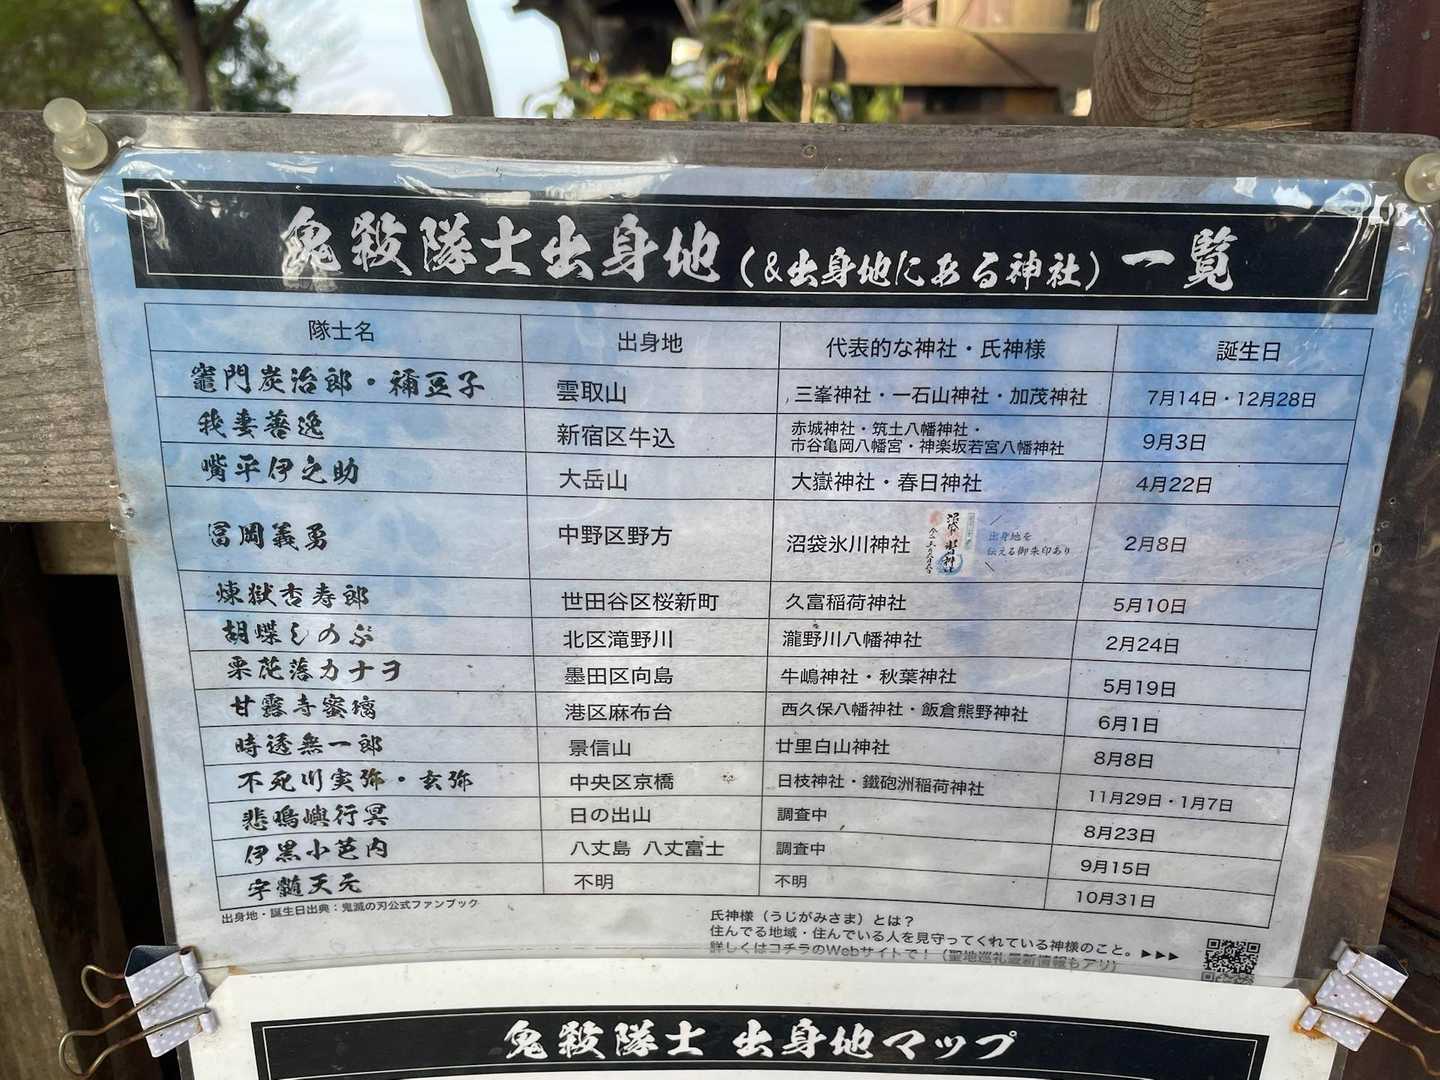 鬼殺隊士出身地(&出身地にある神社)一覧
隊士名 出身地 代表的な神社・氏神様 誕生日
竈門炭治郎・禰豆子 雲取山 三峯神社・一石山神社・加茂神社 7月14日・12月28日
我妻善逸 新宿区牛込 赤城神社・筑土八幡神社・
市谷亀岡八幡宮・神楽坂若宮八幡神社 9月3日
嘴平伊之助 大岳山 大嶽神社・春日神社 4月22日
冨岡義勇 中野区野方 沼袋氷川神社 出身地を
伝える御朱印あり 2月8日
煉獄杏寿郎 世田谷区桜新町 久富稲荷神社 5月10日
胡蝶しのぶ 北区滝野川 瀧野川八幡神社 2月24日
栗花落カナヲ 墨田区向島 牛嶋神社・秋葉神社 5月19日
甘露寺蜜璃 港区麻布台 西久保八幡神社・飯倉熊野神社 6月1日
時透無一郎 景信山 廿里白山神社 8月8日
不死川実弥・玄弥 中央区京橋 日枝神社・鐵砲洲稲荷神社 11月29日・1月7日
悲鳴嶼行冥 日の出山 調査中 8月23日
伊黒小芭内 八丈島 八丈富士 調査中 9月15日
宇髄天元 不明 不明 10月31日
出身地・誕生日出典：鬼滅の刃公式ファンブック
氏神様（うじがみさま）とは？
住んでる地域・住んでいる人を見守ってくれている神様のこと。▶▶▶
詳しくはコチラのWebサイトで！（聖地巡礼最新情報もアリ）
鬼殺隊士 出身地マップ